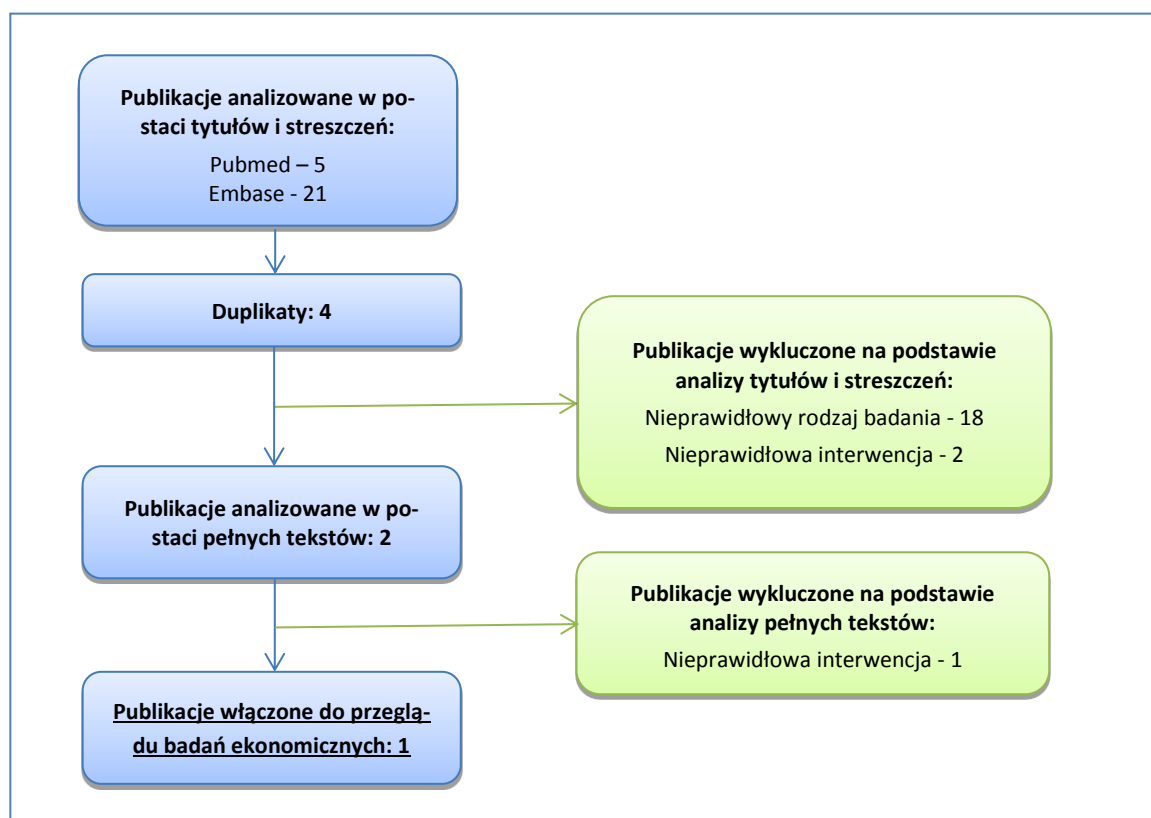 Publikacje analizowane w po-
staci tytułów i streszczeń:
Pubmed – 5
Embase - 21
Duplikaty: 4
Publikacje wykluczone na podstawie
analizy tytułów i streszczeń:
Nieprawidłowy rodzaj badania - 18
Nieprawidłowa interwencja - 2
Publikacje analizowane w po-
staci pełnych tekstów: 2
Publikacje wykluczone na podstawie
analizy pełnych tekstów:
Nieprawidłowa interwencja - 1
Publikacje włączone do przeglą-
du badań ekonomicznych: 1